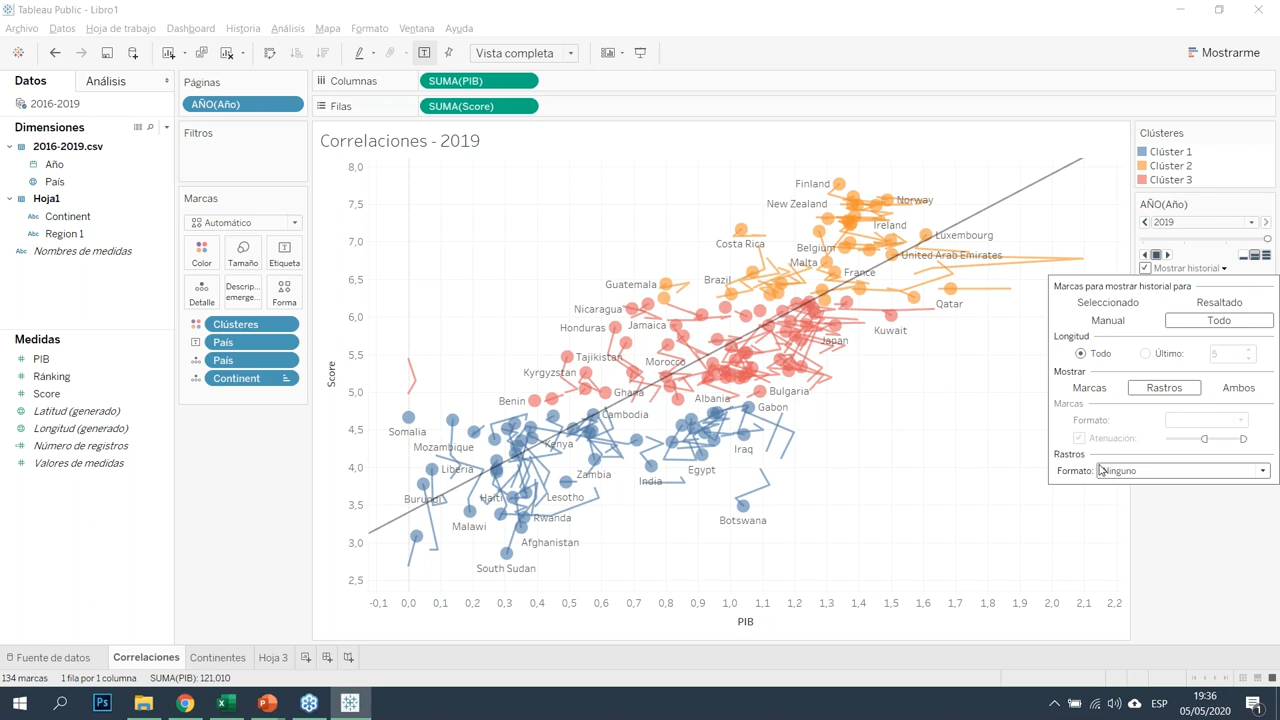 Tableau Public - Libro1
Archivo Datos Hoja de trabajo Dashboard Historia Análisis Mapa Formato Ventana Ayuda
Vista completa
Mostrarme
Datos Análisis
2016-2019
Dimensiones
2016-2019.csv
Año
País
Hoja1
Abc Continent
Abc Region 1
Abc Nombres de medidas
Medidas
PIB
Ránking
Score
Latitud (generado)
Longitud (generado)
Número de registros
Valores de medidas
Páginas
AÑO(Año)
Filtros
Marcas
Automático
Color Tamaño Etiqueta
Detalle Descrip... emerge... Forma
Clústeres
País
País
Continent
Columnas SUMA(PIB)
Filas SUMA(Score)
Correlaciones - 2019
Score
8,0
7,5
7,0
6,5
6,0
5,5
5,0
4,5
4,0
3,5
3,0
2,5
Finland
New Zealand
Norway
Ireland
Costa Rica
Belgium
Luxembourg
Malta
United Arab Emirates
Brazil
France
Guatemala
Qatar
Nicaragua
Honduras
Jamaica
Kuwait
Japan
Tajikistan
Morocco
Kyrgyzstan
Ghana
Bulgaria
Benin
Albania
Gabon
Cambodia
Somalia
Mozambique
Kenya
Iraq
Liberia
Zambia
India
Egypt
Burundi
Haiti
Lesotho
Malawi
Rwanda
Botswana
Afghanistan
South Sudan
-0,1 0,0 0,1 0,2 0,3 0,4 0,5 0,6 0,7 0,8 0,9 1,0 1,1 1,2 1,3 1,4 1,5 1,6 1,7 1,8 1,9 2,0 2,1 2,2
PIB
Clústeres
Clúster 1
Clúster 2
Clúster 3
AÑO(Año)
2019
Mostrar historial
Marcas para mostrar historial para
Seleccionado Resaltado
Manual Todo
Longitud
Todo Último: 5
Mostrar
Marcas Rastros Ambos
Marcas
Formato:
Atenuación:
Rastros
Formato: Ninguno
Fuente de datos Correlaciones Continentes Hoja 3
134 marcas 1 fila por 1 columna SUMA(PIB): 121.010
Ps
ESP
19:36
05/05/2020
1